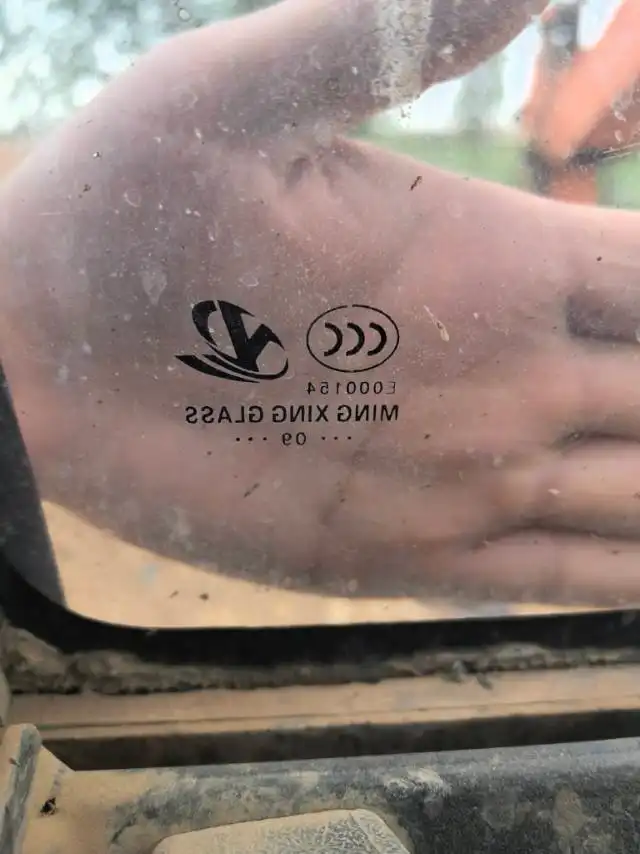 CCC
E000154
MING XING GLASS
... 09 ...